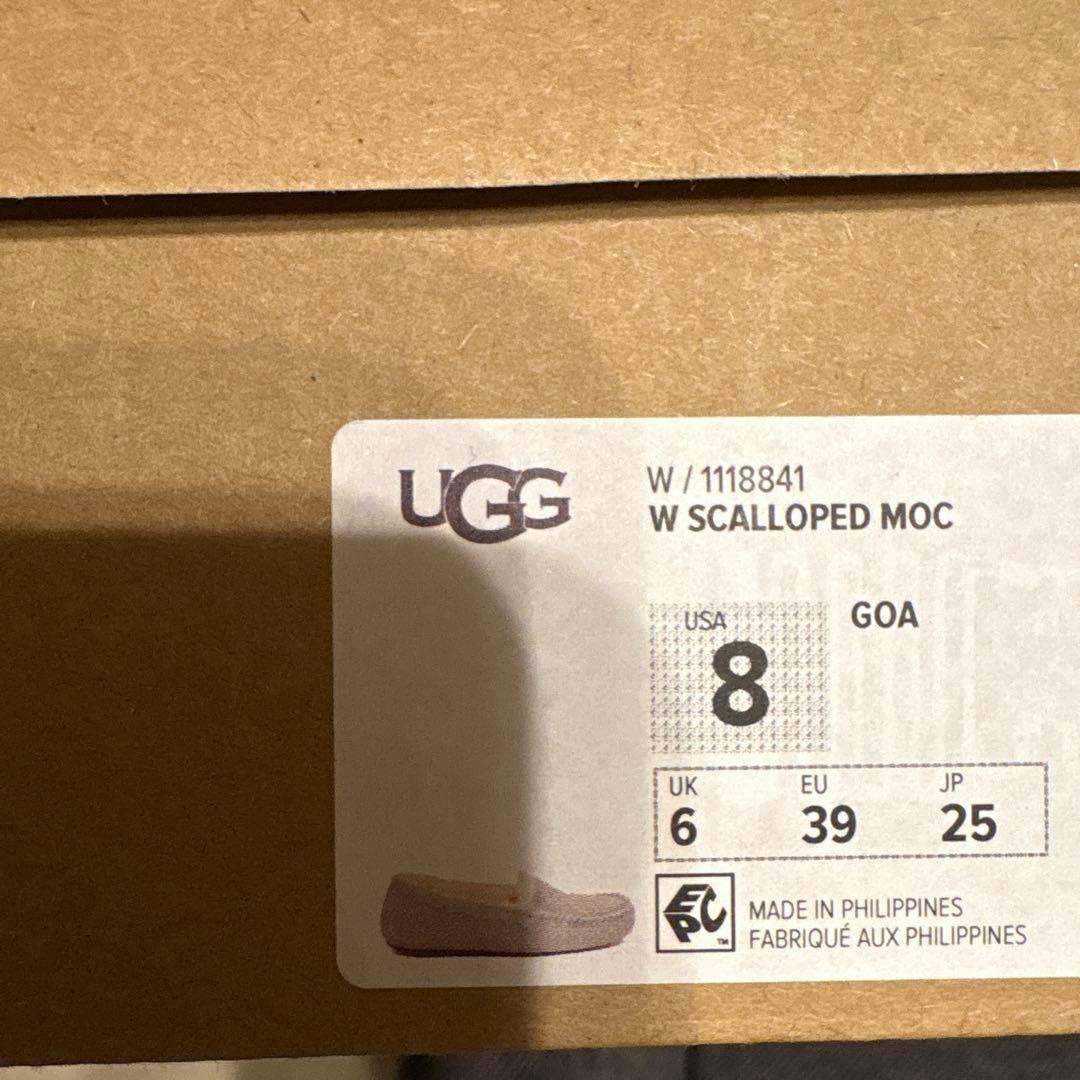 UGG
W / 1118841
W SCALLOPED MOC
USA
8
GOA
UK EU JP
6 39 25
EPC
™
MADE IN PHILIPPINES
FABRIQUÉ AUX PHILIPPINES